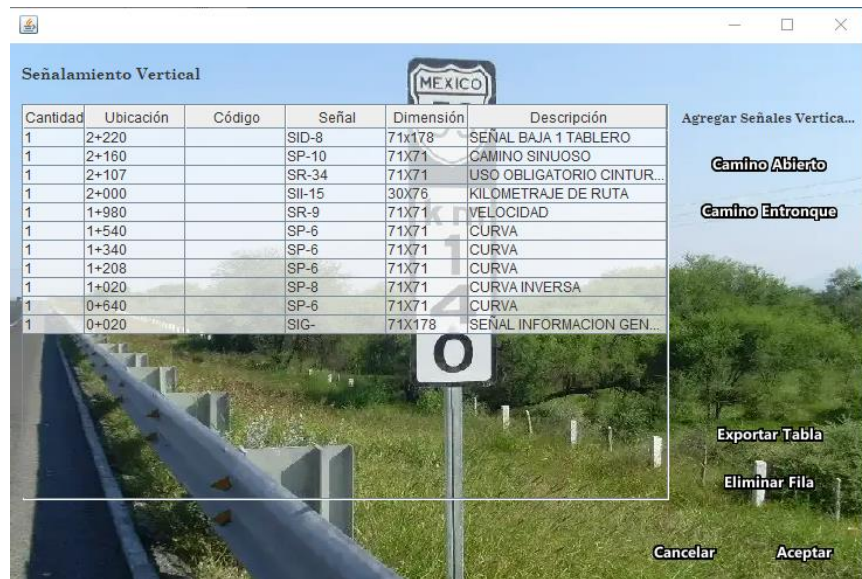 Señalamiento Vertical
MEXICO
Cantidad Ubicación Código Señal Dimensión Descripción
1 2+220 SID-8 71x178 SEÑAL BAJA 1 TABLERO
1 2+160 SP-10 71X71 CAMINO SINUOSO
1 2+107 SR-34 71X71 USO OBLIGATORIO CINTUR...
1 2+000 SII-15 30X76 KILOMETRAJE DE RUTA
1 1+980 SR-9 71X71 VELOCIDAD
1 1+540 SP-6 71X71 CURVA
1 1+340 SP-6 71X71 CURVA
1 1+208 SP-6 71X71 CURVA
1 1+020 SP-8 71X71 CURVA INVERSA
1 0+640 SP-6 71X71 CURVA
1 0+020 SIG- 71X178 SEÑAL INFORMACION GEN...
km
1
4
0
Agregar Señales Vertica...
Camino Abierto
Camino Entronque
Exportar Tabla
Eliminar Fila
Cancelar Aceptar